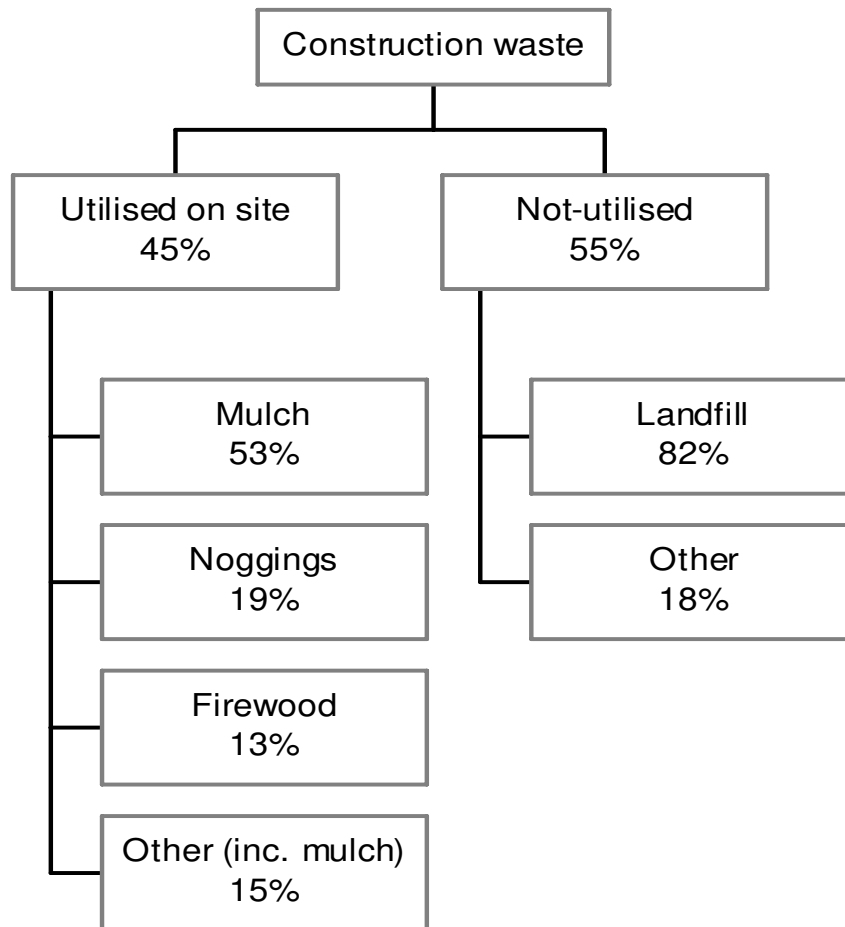 Construction waste
Utilised on site
45%
Not-utilised
55%
Mulch
53%
Noggings
19%
Firewood
13%
Other (inc. mulch)
15%
Landfill
82%
Other
18%